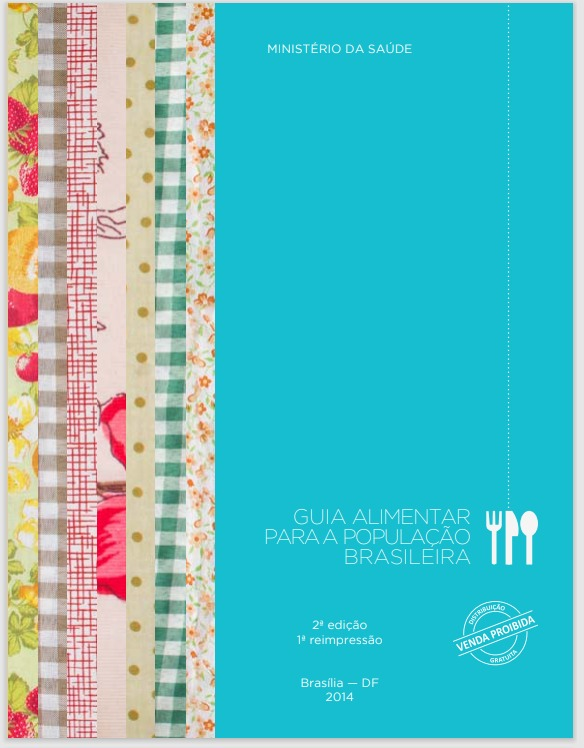 MINISTÉRIO DA SAÚDE
GUIA ALIMENTAR
PARA A POPULAÇÃO
BRASILEIRA
2ª edição
1ª reimpressão
DISTRIBUIÇÃO
VENDA PROIBIDA
GRATUITA
Brasília — DF
2014